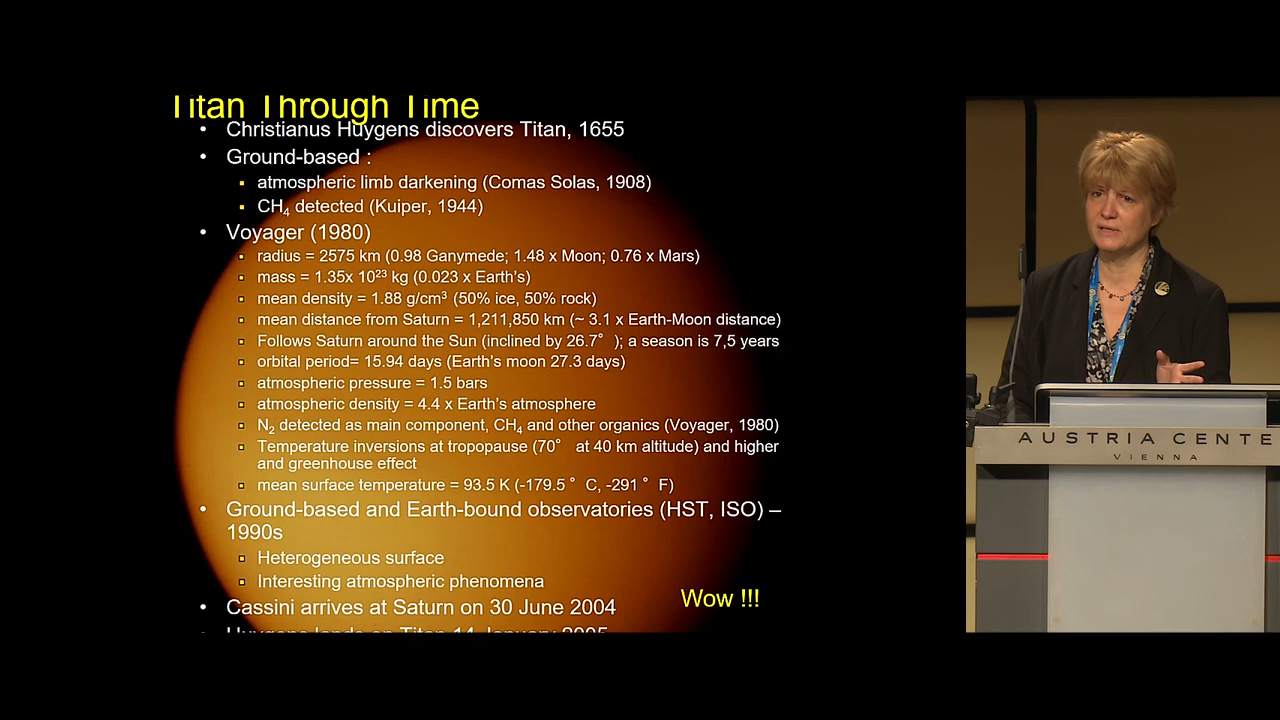 Titan Through Time
• Christianus Huygens discovers Titan, 1655
• Ground-based :
▪ atmospheric limb darkening (Comas Solas, 1908)
▪ CH₄ detected (Kuiper, 1944)
• Voyager (1980)
▪ radius = 2575 km (0.98 Ganymede; 1.48 x Moon; 0.76 x Mars)
▪ mass = 1.35x 10²³ kg (0.023 x Earth's)
▪ mean density = 1.88 g/cm³ (50% ice, 50% rock)
▪ mean distance from Saturn = 1,211,850 km (~ 3.1 x Earth-Moon distance)
▪ Follows Saturn around the Sun (inclined by 26.7° ); a season is 7,5 years
▪ orbital period= 15.94 days (Earth's moon 27.3 days)
▪ atmospheric pressure = 1.5 bars
▪ atmospheric density = 4.4 x Earth's atmosphere
▪ N₂ detected as main component, CH₄ and other organics (Voyager, 1980)
▪ Temperature inversions at tropopause (70° at 40 km altitude) and higher
and greenhouse effect
▪ mean surface temperature = 93.5 K (-179.5 ° C, -291 ° F)
• Ground-based and Earth-bound observatories (HST, ISO) –
1990s
▪ Heterogeneous surface
▪ Interesting atmospheric phenomena
• Cassini arrives at Saturn on 30 June 2004
Wow !!!
• Huygens lands on Titan 14 January 2005
AUSTRIA CENTE
VIENNA